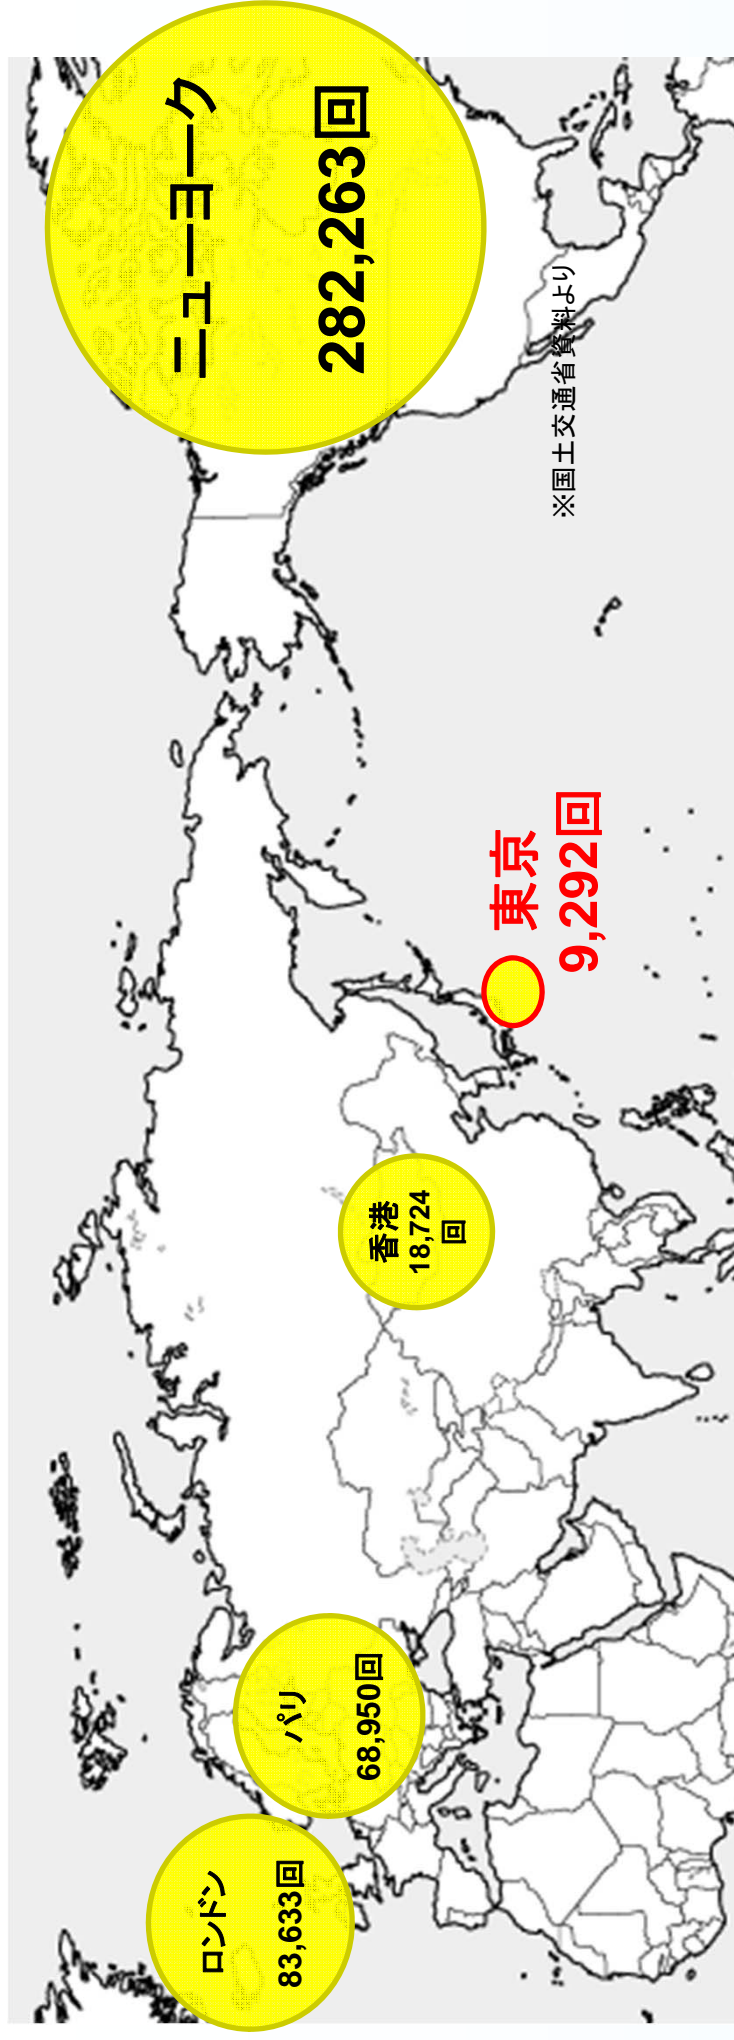 ロンドン
83,633回
パリ
68,950回
香港
18,724
回
東京
9,292回
ニューヨーク
282,263回
※国土交通省資料より